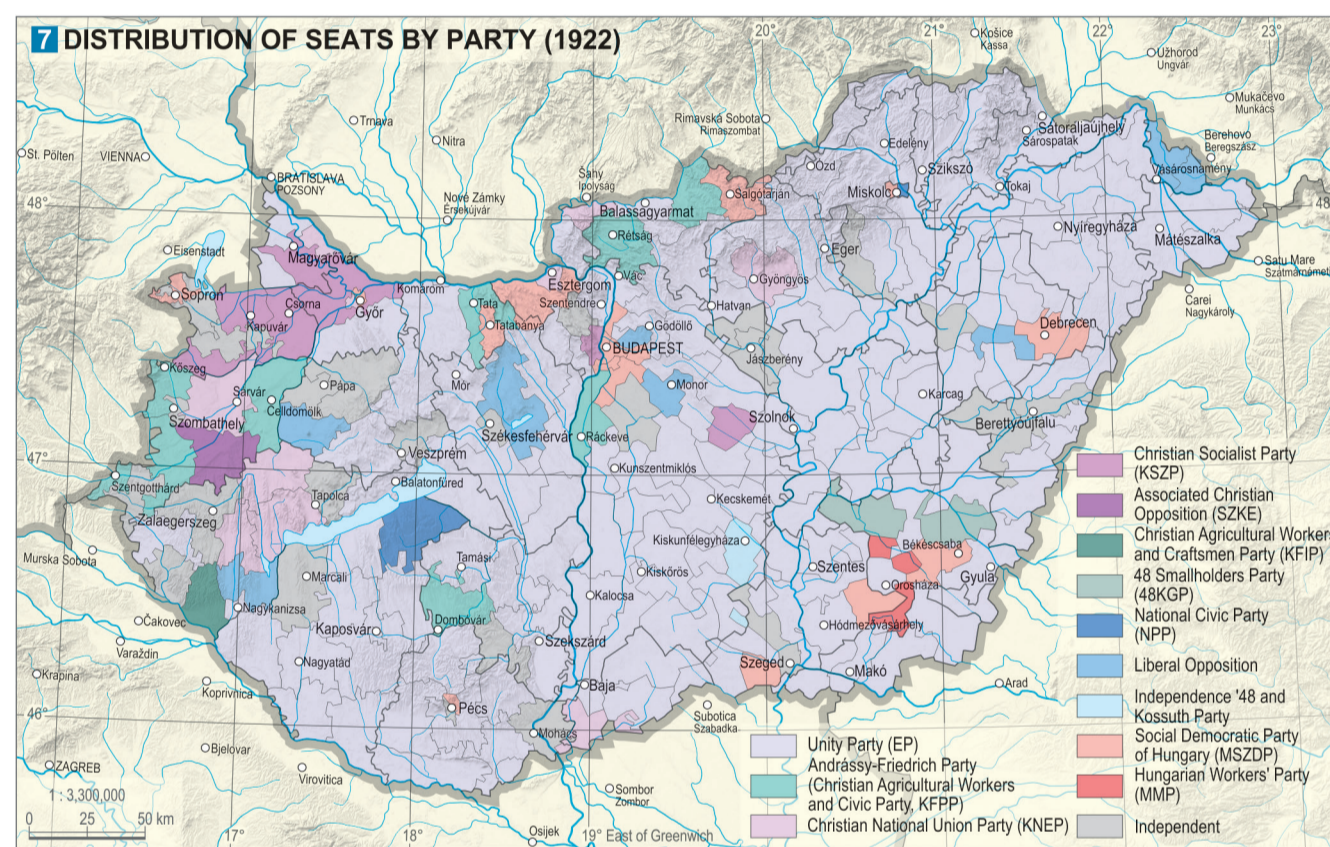 7 DISTRIBUTION OF SEATS BY PARTY (1922)
20°
21°
22°
23°
Košice
Kassa
Užhorod
Ungvár
Mukačevo
Munkács
Berehovo
Beregszász
Rimavská Sobota
Rimaszombat
Trnava
Nitra
St. Pölten
VIENNA
BRATISLAVA
POZSONY
Nové Zámky
Érsekújvár
Šahy
Ipolyság
Balassagyarmat
Salgótarján
Ózd
Edelény
Szikszó
Sátoraljaújhely
Sárospatak
Tokaj
Miskolc
Vásárosnamény
48°
48
Eisenstadt
Magyaróvár
Rétság
Vác
Eger
Gyöngyös
Nyíregyháza
Mátészalka
Satu Mare
Szatmárnémeti
Carei
Nagykároly
Sopron
Kapuvár
Csorna
Győr
Komárom
Tata
Tatabánya
Esztergom
Szentendre
Hatvan
Gödöllő
BUDAPEST
Jászberény
Debrecen
Kőszeg
Sárvár
Celldömölk
Pápa
Mór
Monor
Karcag
Szombathely
Székesfehérvár
Ráckeve
Szolnok
Berettyóújfalu
47°
Veszprém
Balatonfüred
Kunszentmiklós
Kecskemét
Szentgotthárd
Zalaegerszeg
Tapolca
Murska Sobota
Kiskunfélegyháza
Békéscsaba
Tamási
Marcali
Kiskőrös
Szentes
Orosháza
Gyula
Čakovec
Nagykanizsa
Kaposvár
Dombóvár
Kalocsa
Hódmezővásárhely
Varaždin
Szekszárd
Krapina
Koprivnica
Nagyatád
Szeged
Makó
Arad
Baja
46°
Pécs
Mohács
Subotica
Szabadka
Bjelovar
ZAGREB
Virovitica
Sombor
Zombor
Osijek
1 : 3,300,000
0 25 50 km
17°
18°
19° East of Greenwich
Unity Party (EP)
Andrássy-Friedrich Party
(Christian Agricultural Workers
and Civic Party, KFPP)
Christian National Union Party (KNEP)
Christian Socialist Party
(KSZP)
Associated Christian
Opposition (SZKE)
Christian Agricultural Workers
and Craftsmen Party (KFIP)
48 Smallholders Party
(48KGP)
National Civic Party
(NPP)
Liberal Opposition
Independence '48 and
Kossuth Party
Social Democratic Party
of Hungary (MSZDP)
Hungarian Workers' Party
(MMP)
Independent